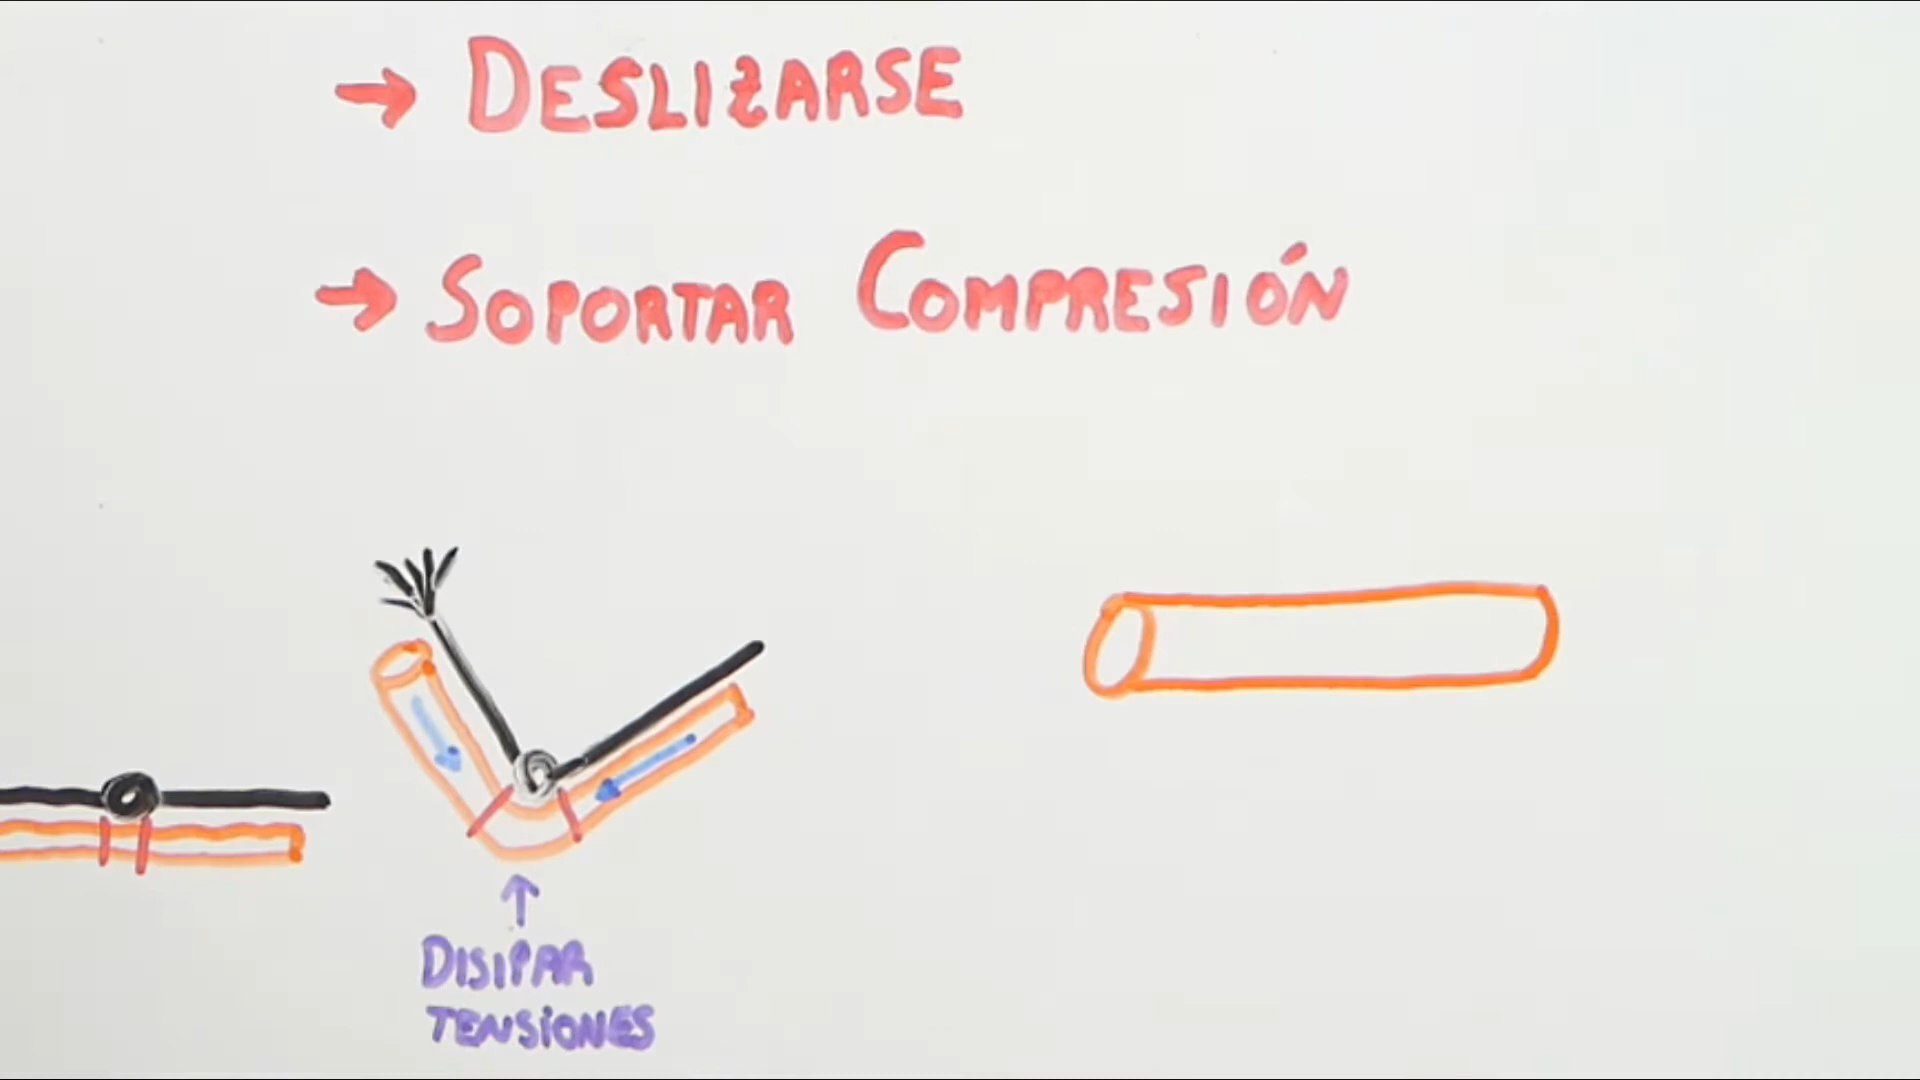 → DESLIZARSE
→ SOPORTAR COMPRESIÓN
DISIPAR
TENSIONES